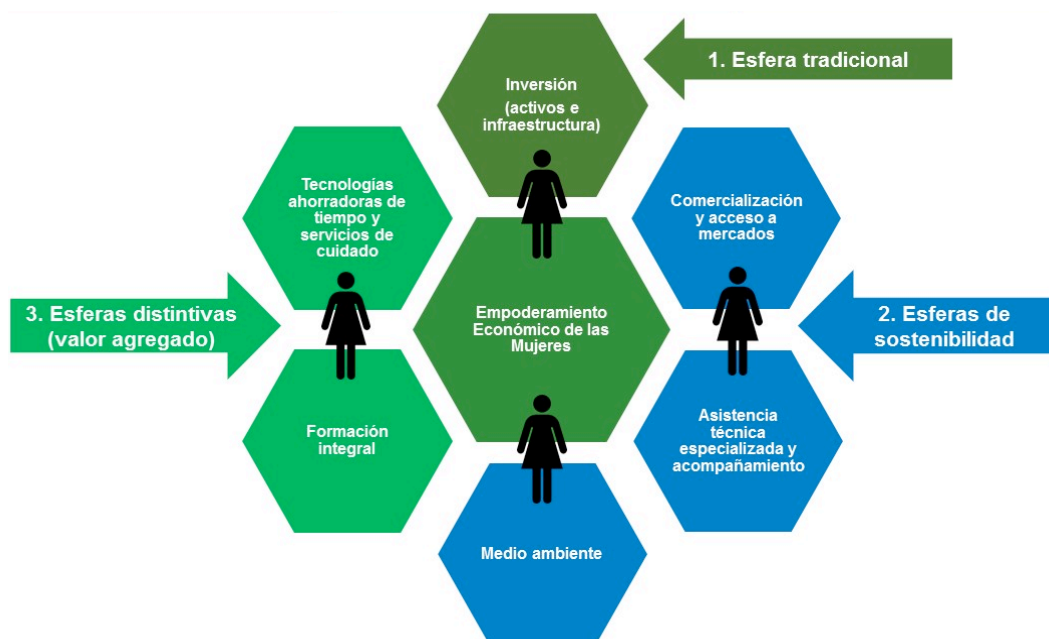 1. Esfera tradicional
Inversión
(activos e
infraestructura)
Tecnologías
ahorradoras de
tiempo y
servicios de
cuidado
Comercialización
y acceso a
mercados
3. Esferas distintivas
(valor agregado)
Empoderamiento
Económico de las
Mujeres
2. Esferas de
sostenibilidad
Formación
integral
Asistencia
técnica
especializada y
acompañamiento
Medio ambiente